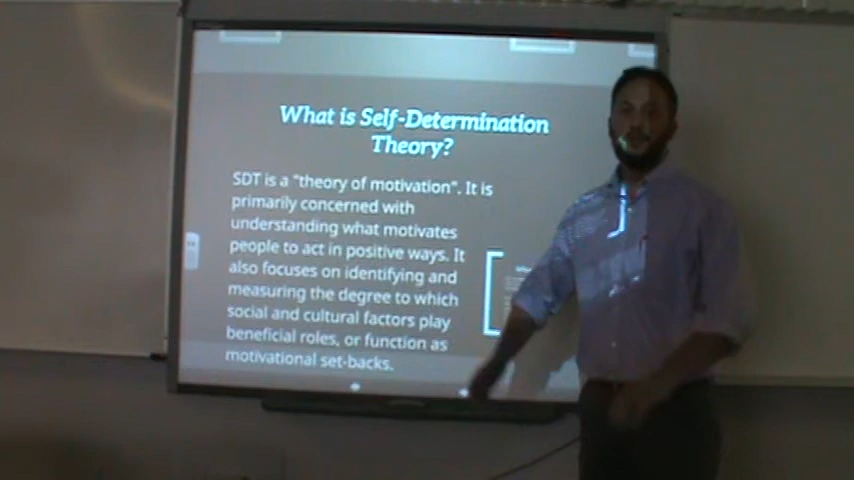 What is Self-Determination
Theory?
SDT is a "theory of motivation". It is
primarily concerned with
understanding what motivates
people to act in positive ways. It
also focuses on identifying and
measuring the degree to which
social and cultural factors play
beneficial roles, or function as
motivational set-backs.